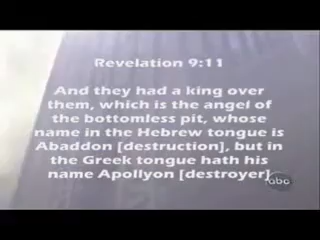 Revelation 9:11
And they had a king over
them, which is the angel of
the bottomless pit, whose
name in the Hebrew tongue is
Abaddon [destruction], but in
the Greek tongue hath his
name Apollyon [destroyer]
abc